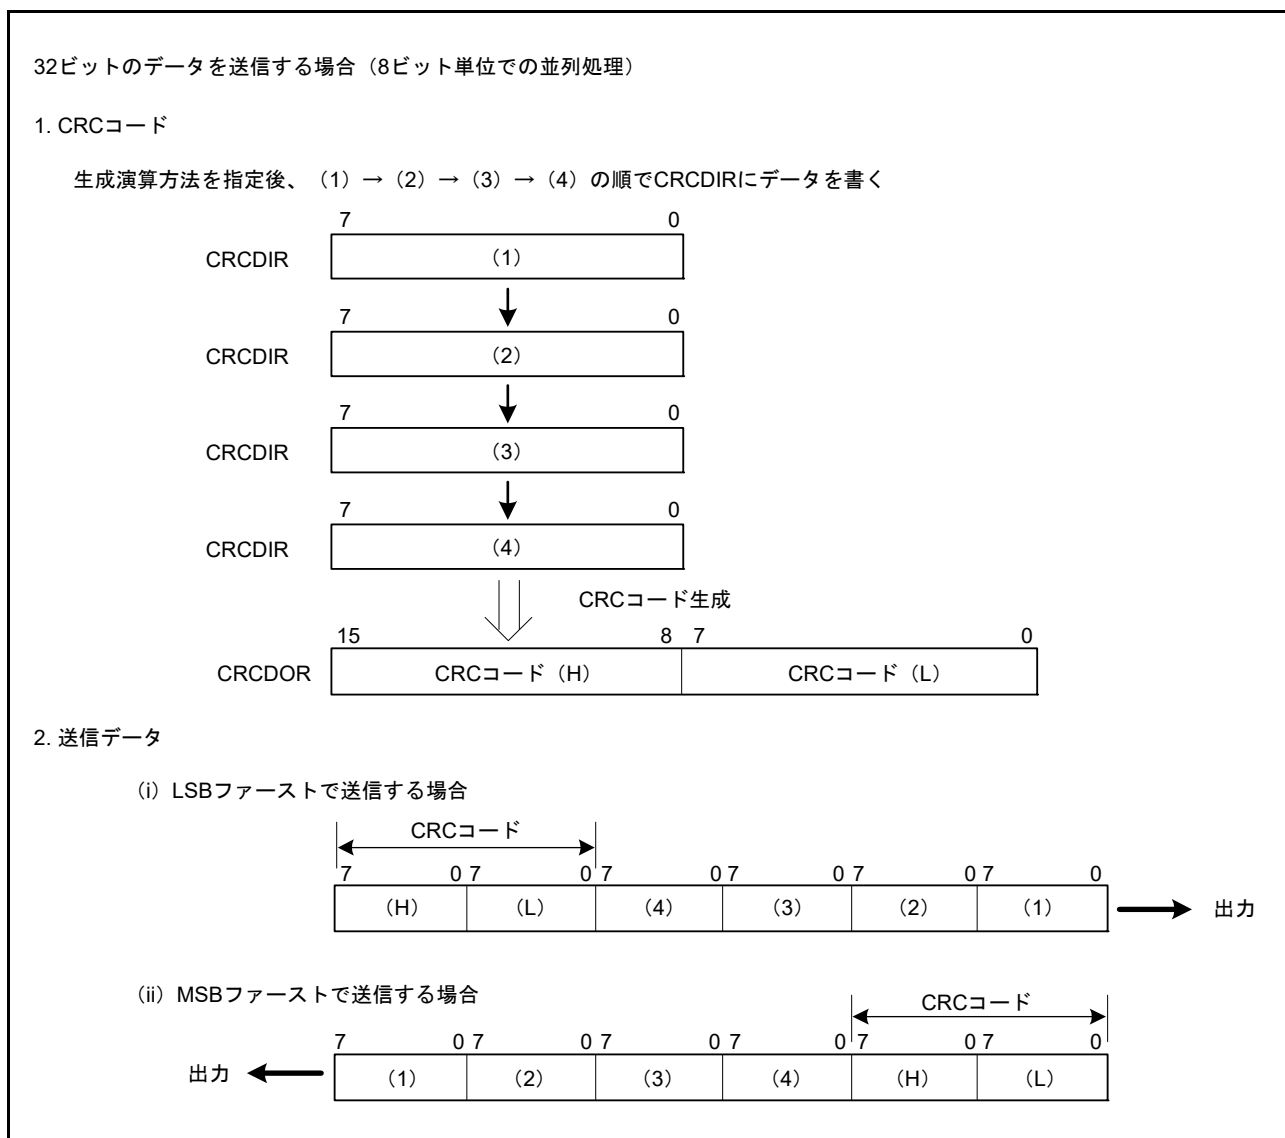 32ビットのデータを送信する場合（8ビット単位での並列処理）
1. CRCコード
生成演算方法を指定後、（1）→（2）→（3）→（4）の順でCRCDIRにデータを書く
7 0
CRCDIR （1）
7 0
CRCDIR （2）
7 0
CRCDIR （3）
7 0
CRCDIR （4）
CRCコード生成
15 8 7 0
CRCDOR CRCコード（H） CRCコード（L）
2. 送信データ
（i）LSBファーストで送信する場合
CRCコード
7 0 7 0 7 0 7 0 7 0 7 0
（H） （L） （4） （3） （2） （1） 出力
（ii）MSBファーストで送信する場合
CRCコード
7 0 7 0 7 0 7 0 7 0 7 0
出力 （1） （2） （3） （4） （H） （L）